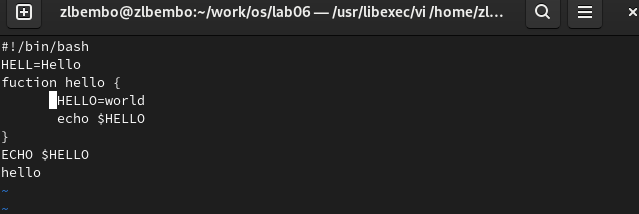 zlbembo@zlbembo:~/work/os/lab06 — /usr/libexec/vi /home/zl...
#!/bin/bash
HELL=Hello
fuction hello {
HELLO=world
echo $HELLO
}
ECHO $HELLO
hello
~
~